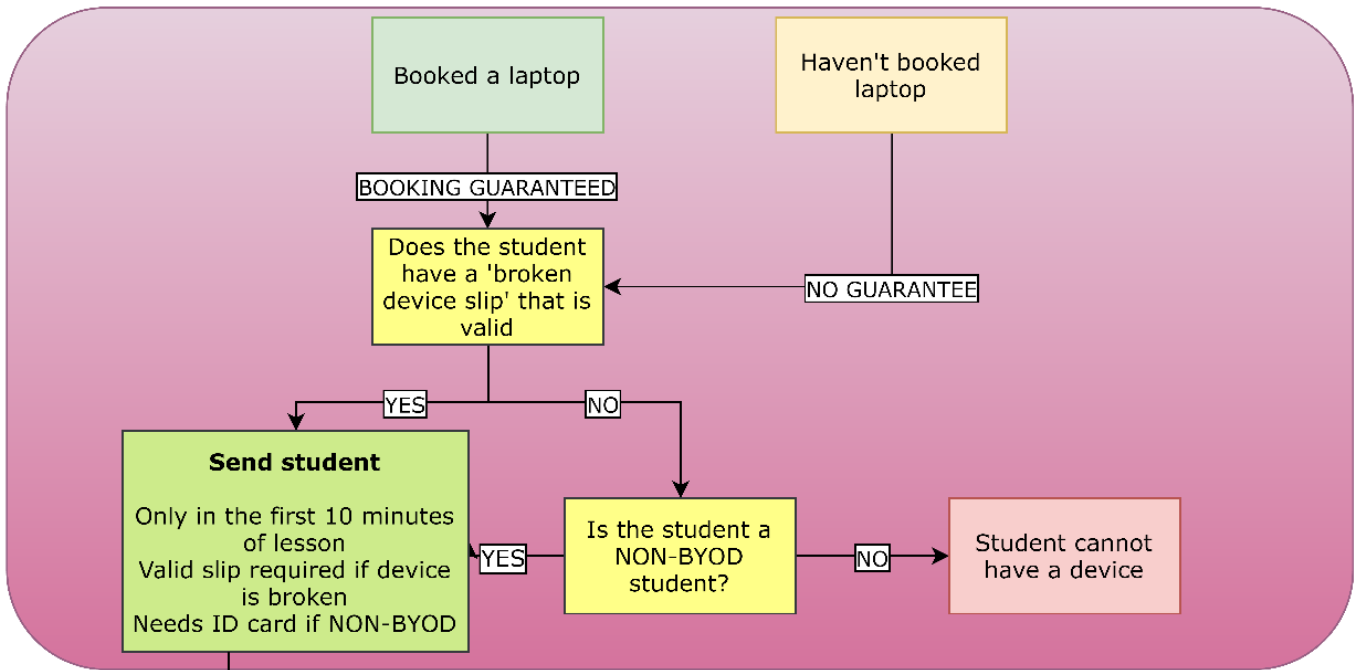 Booked a laptop
Haven't booked
laptop
BOOKING GUARANTEED
Does the student
have a 'broken
device slip' that is
valid
NO GUARANTEE
YES
NO
Send student
Only in the first 10 minutes
of lesson
Valid slip required if device
is broken
Needs ID card if NON-BYOD
YES
Is the student a
NON-BYOD
student?
NO
Student cannot
have a device